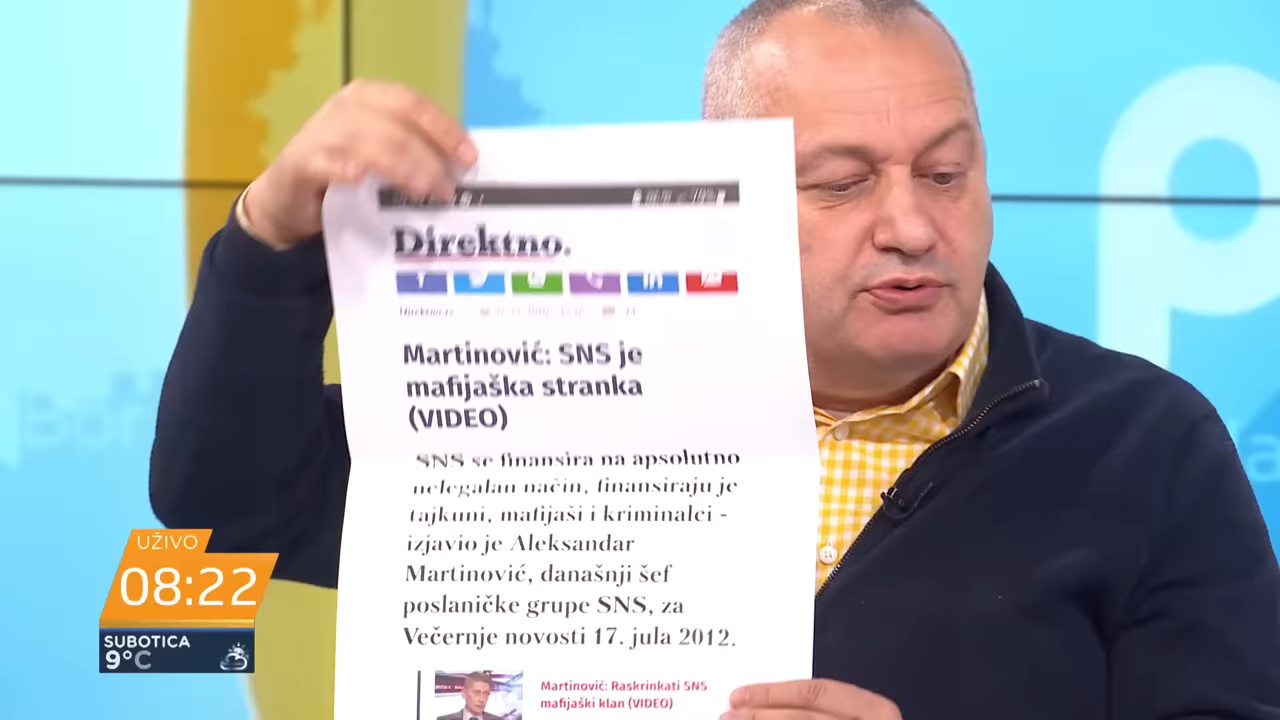 Direktno.
Martinović: SNS je
mafijaška stranka
(VIDEO)
SNS se finansira na apsolutno
nelegalan način, finansiraju je
tajkuni, mafijaši i kriminalci -
izjavio je Aleksandar
Martinović, današnji šef
poslaničke grupe SNS, za
Večernje novosti 17. jula 2012.
Martinović: Raskrinkati SNS
mafijaški klan (VIDEO)
UŽIVO
08:22
SUBOTICA
9°C